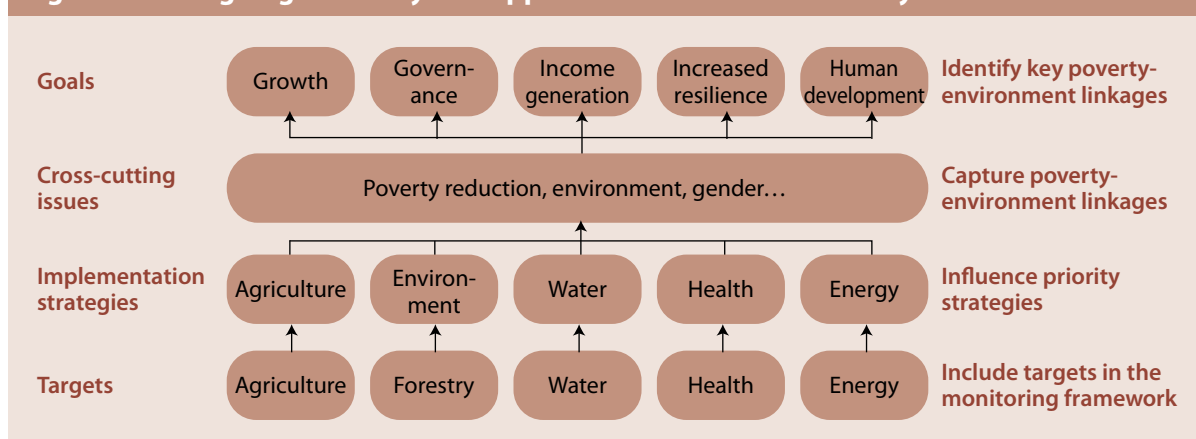 Goals
Growth
Govern-
ance
Income
generation
Increased
resilience
Human
development
Identify key poverty-
environment linkages
Cross-cutting
issues
Poverty reduction, environment, gender…
Capture poverty-
environment linkages
Implementation
strategies
Agriculture
Environ-
ment
Water
Health
Energy
Influence priority
strategies
Targets
Agriculture
Forestry
Water
Health
Energy
Include targets in the
monitoring framework